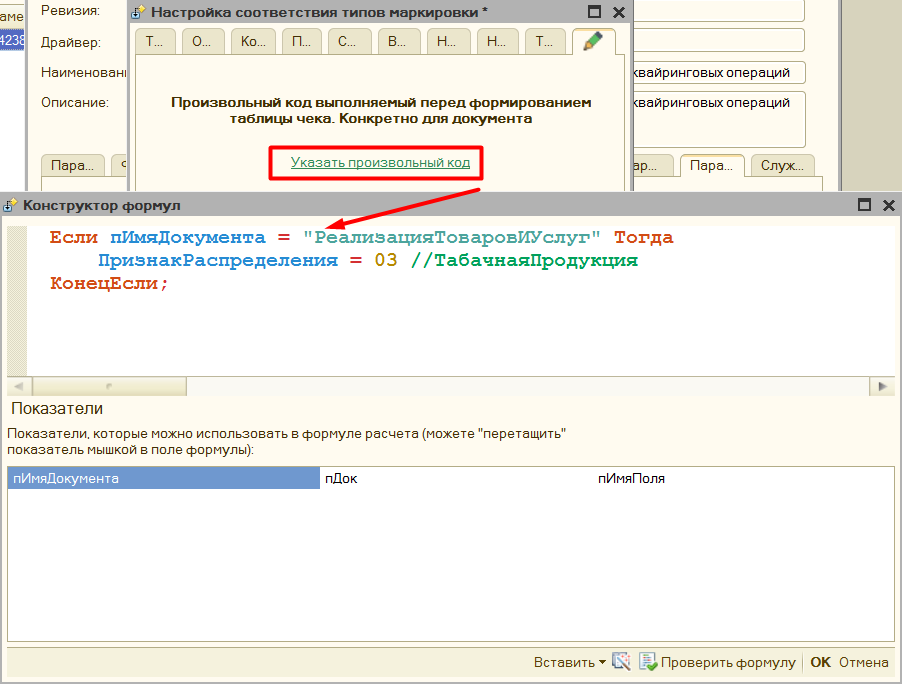 Ревизия:
Драйвер:
Описание:
4238
Настройка соответствия типов маркировки *
Т... О... Ко... П... С... В... Н... Н... Т...
Произвольный код выполняемый перед формированием
таблицы чека. Конкретно для документа
Указать произвольный код
квайринговых операций
квайринговых операций
Пара...
ар... Пара... Служ...
Конструктор формул
Если пИмяДокумента = "РеализацияТоваровИУслуг" Тогда
ПризнакРаспределения = 03 //ТабачнаяПродукция
КонецЕсли;
Показатели
Показатели, которые можно использовать в формуле расчета (можете "перетащить"
показатель мышкой в поле формулы):
пИмяДокумента пДок пИмяПоля
Вставить Проверить формулу OK Отмена